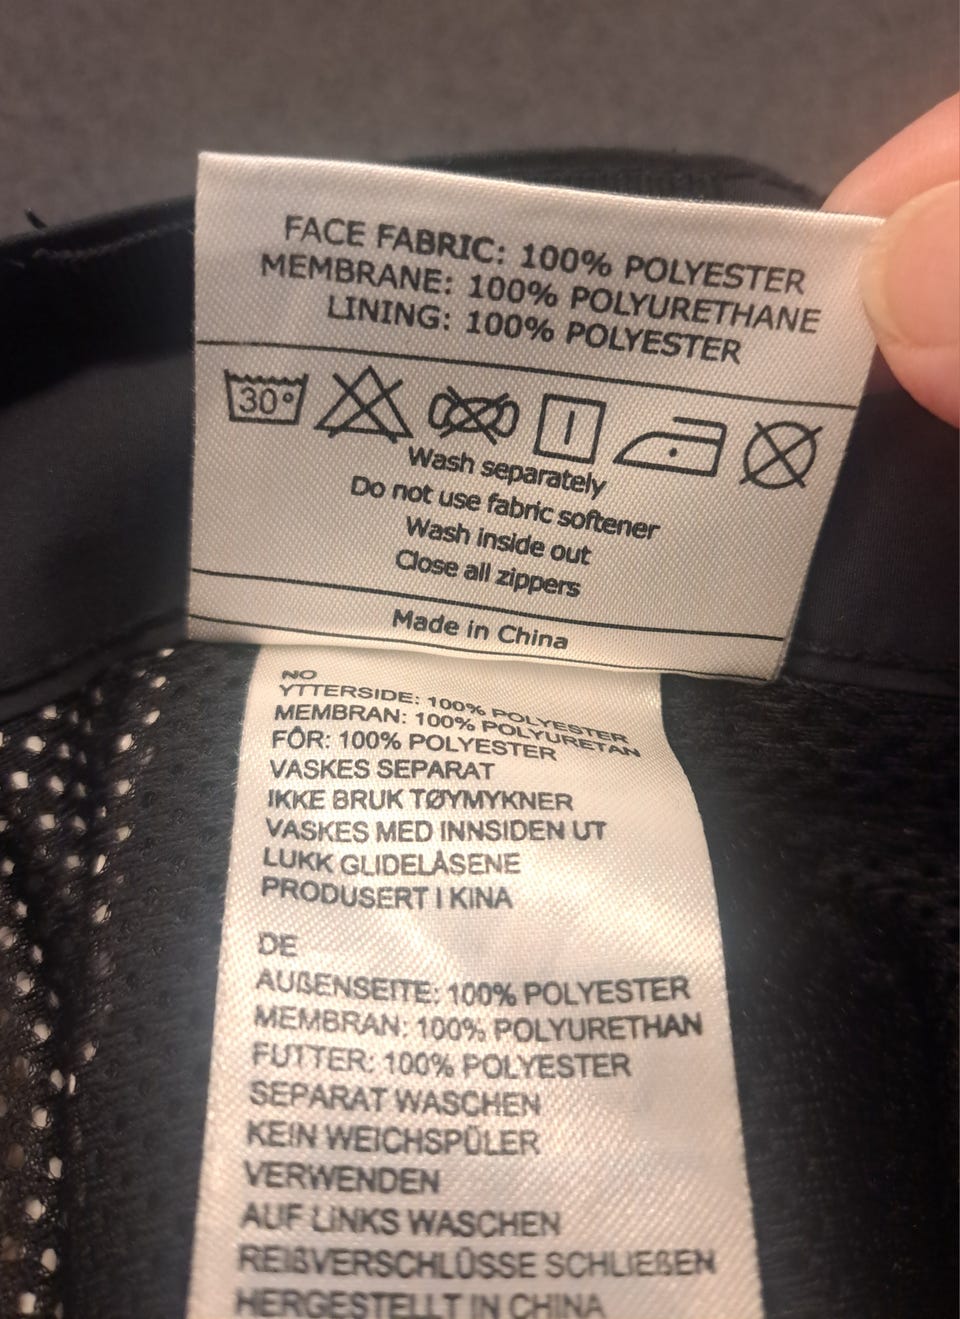 FACE FABRIC: 100% POLYESTER
MEMBRANE: 100% POLYURETHANE
LINING: 100% POLYESTER
30°
Wash separately
Do not use fabric softener
Wash inside out
Close all zippers
Made in China
NO
YTTERSIDE: 100% POLYESTER
MEMBRAN: 100% POLYURETAN
FÔR: 100% POLYESTER
VASKES SEPARAT
IKKE BRUK TØYMYKNER
VASKES MED INNSIDEN UT
LUKK GLIDELÅSENE
PRODUSERT I KINA
DE
AUßENSEITE: 100% POLYESTER
MEMBRAN: 100% POLYURETHAN
FUTTER: 100% POLYESTER
SEPARAT WASCHEN
KEIN WEICHSPÜLER
VERWENDEN
AUF LINKS WASCHEN
REIßVERSCHLÜSSE SCHLIEßEN
HERGESTELLT IN CHINA